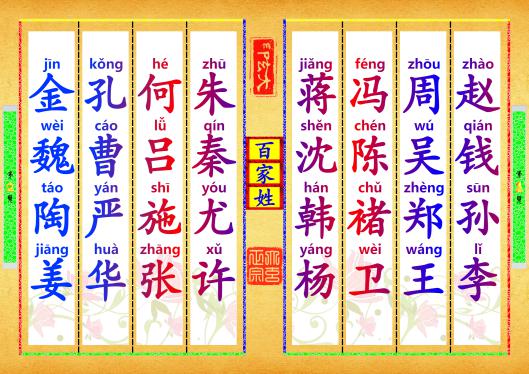 zhào qián sūn lǐ
赵钱孙李
zhōu wú zhèng wáng
周吴郑王
féng chén chǔ wèi
冯陈褚卫
jiǎng shěn hán yáng
蒋沈韩杨
百家姓
zhū qín yóu xǔ
朱秦尤许
hé lǚ shī zhāng
何吕施张
kǒng cáo yán huà
孔曹严华
jīn wèi táo jiāng
金魏陶姜